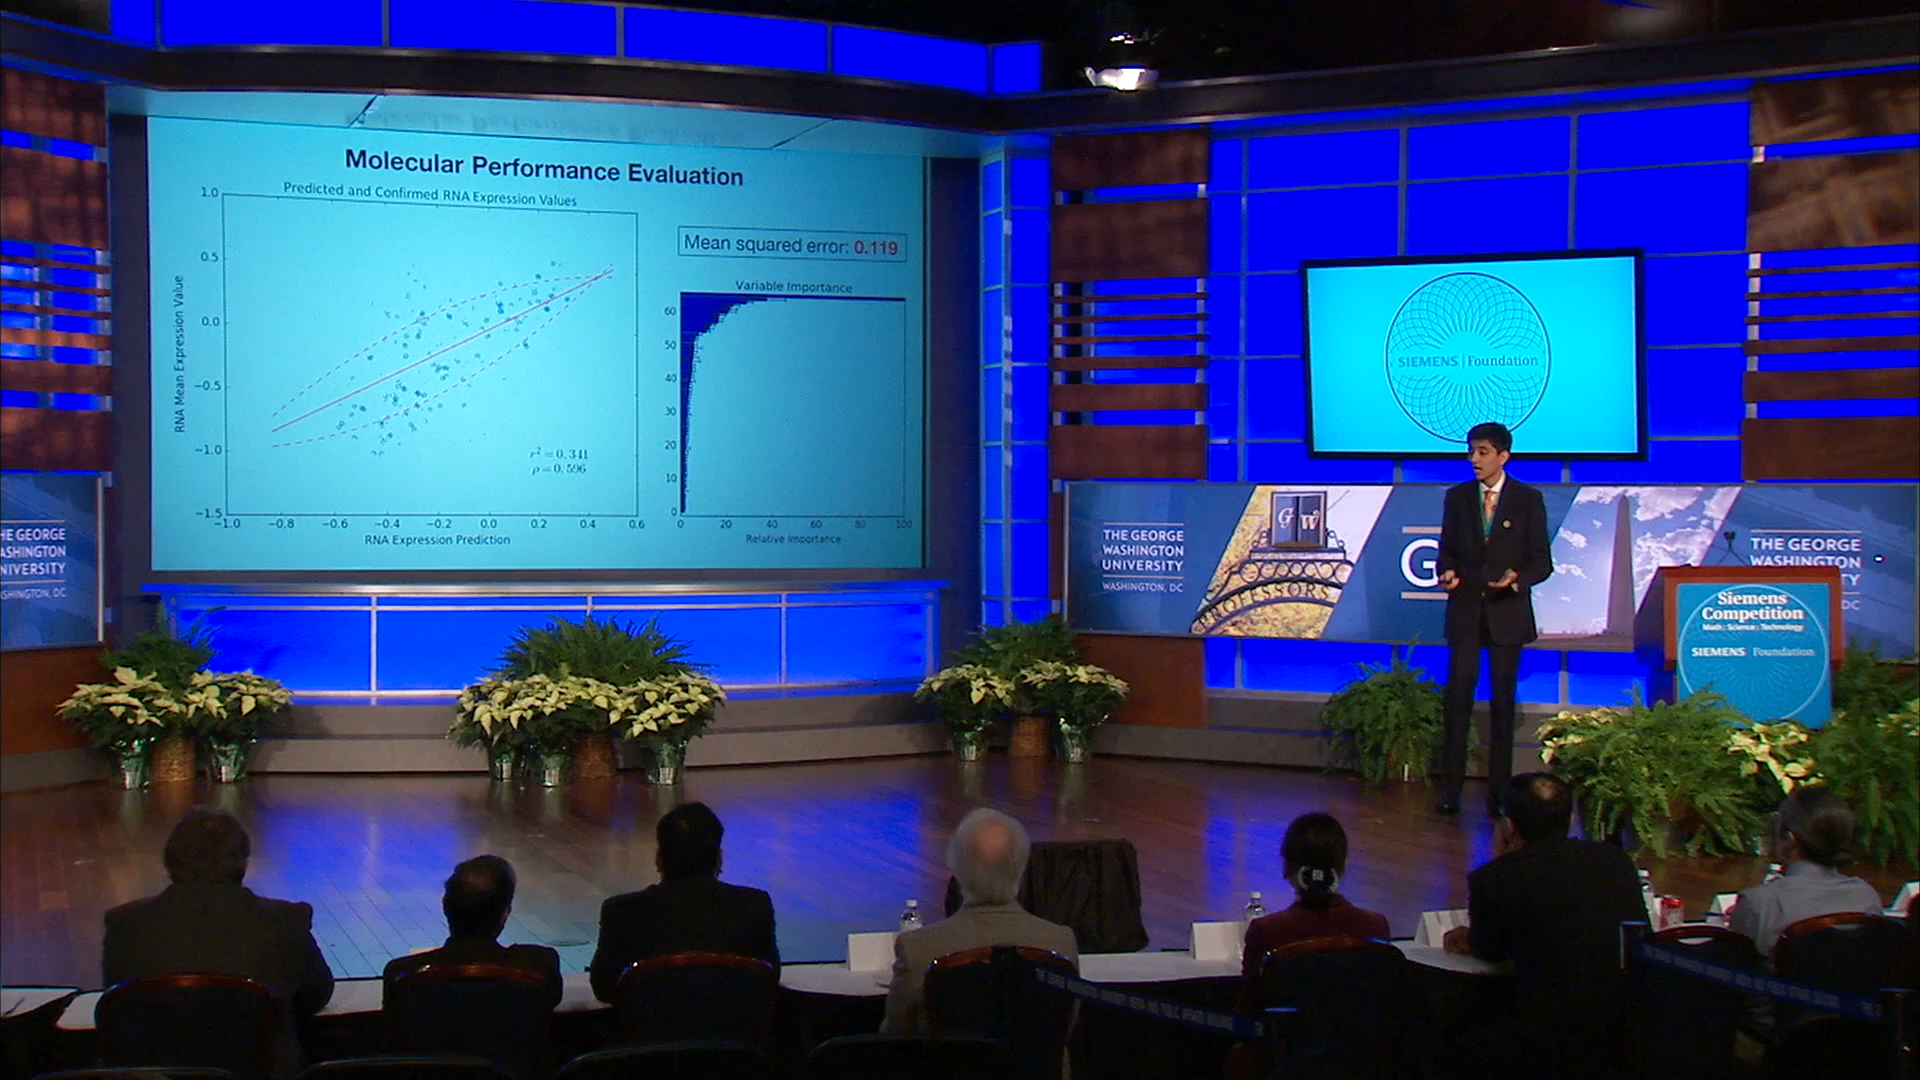 Molecular Performance Evaluation
Predicted and Confirmed RNA Expression Values
1.0
0.5
0.0
−0.5
−1.0
−1.5
RNA Mean Expression Value
−1.0 −0.8 −0.6 −0.4 −0.2 0.0 0.2 0.4 0.6
RNA Expression Prediction
r² = 0.341
ρ = 0.596
Mean squared error: 0.119
Variable Importance
60
50
40
30
20
10
0
0 20 40 60 80 100
Relative Importance
SIEMENS | Foundation
HE GEORGE
ASHINGTON
NIVERSITY
SHINGTON, DC
THE GEORGE
WASHINGTON
UNIVERSITY
WASHINGTON, DC
G W
PROFESSORS
G
THE GEORGE
WASHINGTON
TY
DC
Siemens
Competition
Math : Science : Technology
SIEMENS Foundation